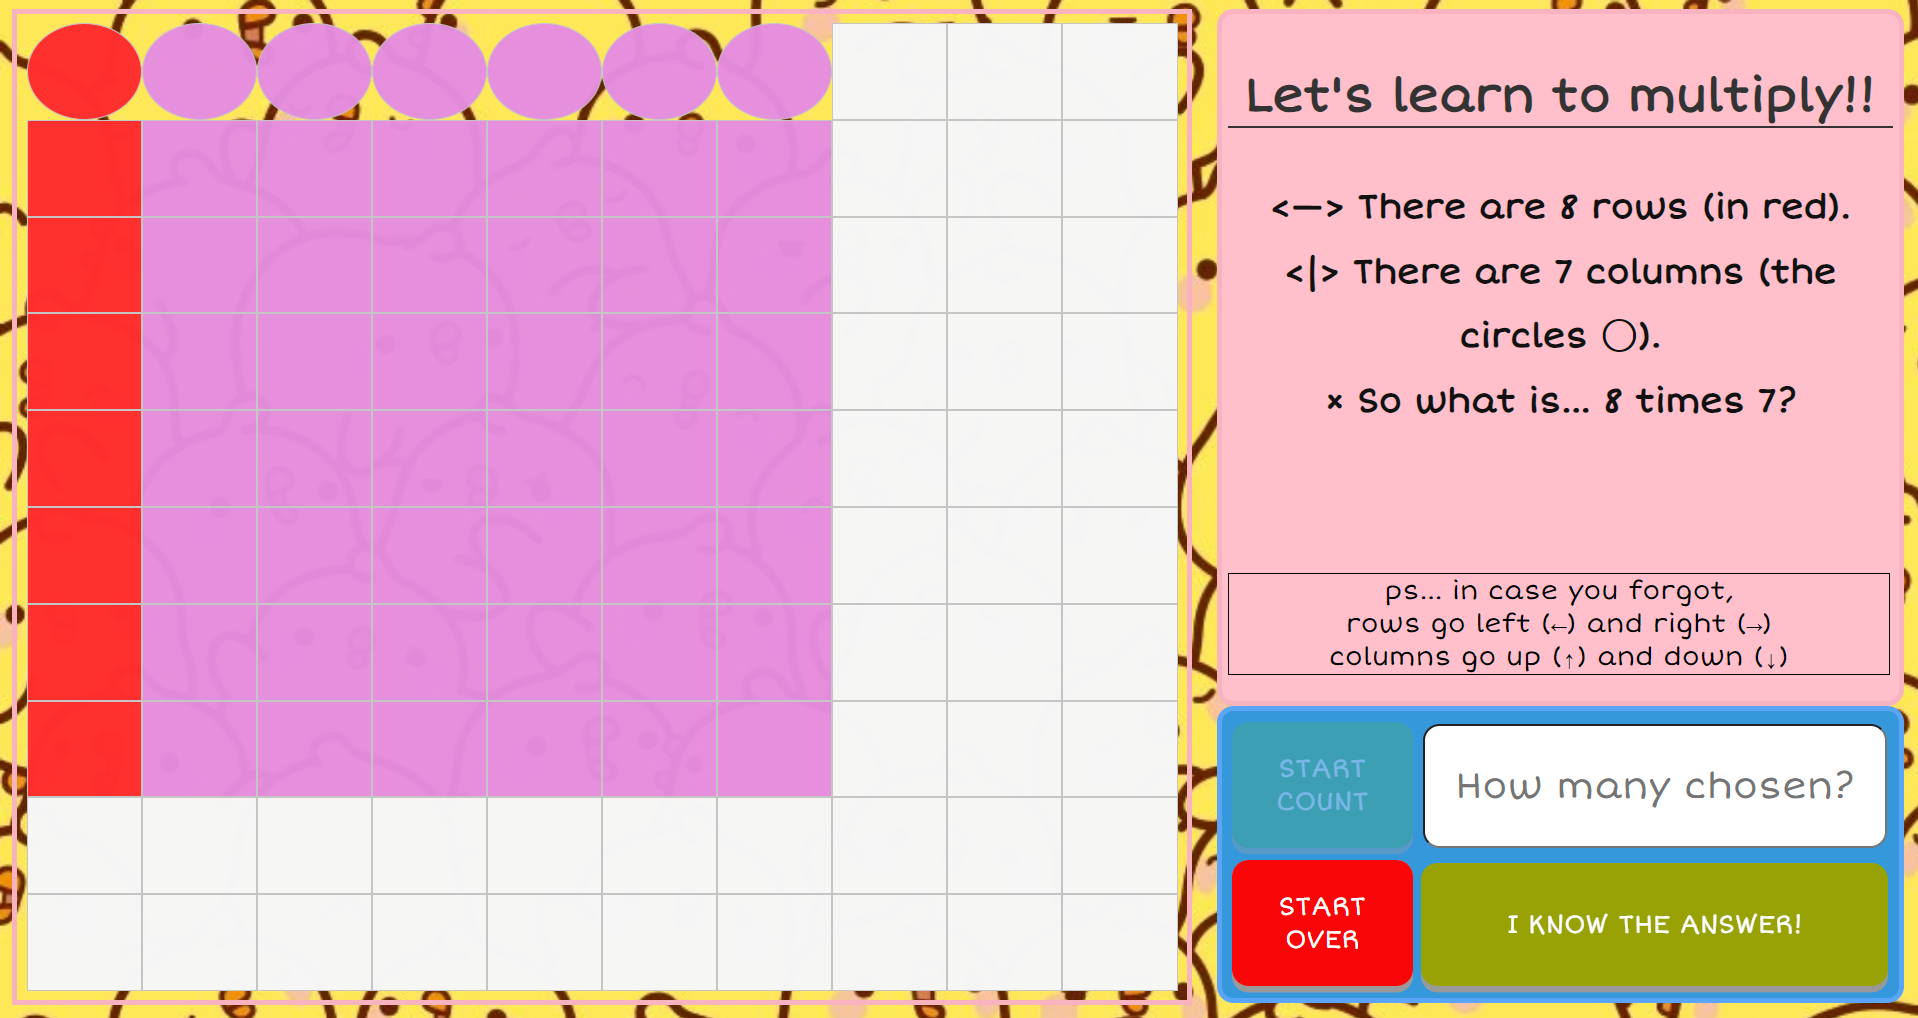 Let's learn to multiply!!
<—> There are 8 rows (in red).
<|> There are 7 columns (the
circles ◯).
× So what is... 8 times 7?
ps... in case you forgot,
rows go left (←) and right (→)
columns go up (↑) and down (↓)
START
COUNT
How many chosen?
START
OVER
I KNOW THE ANSWER!